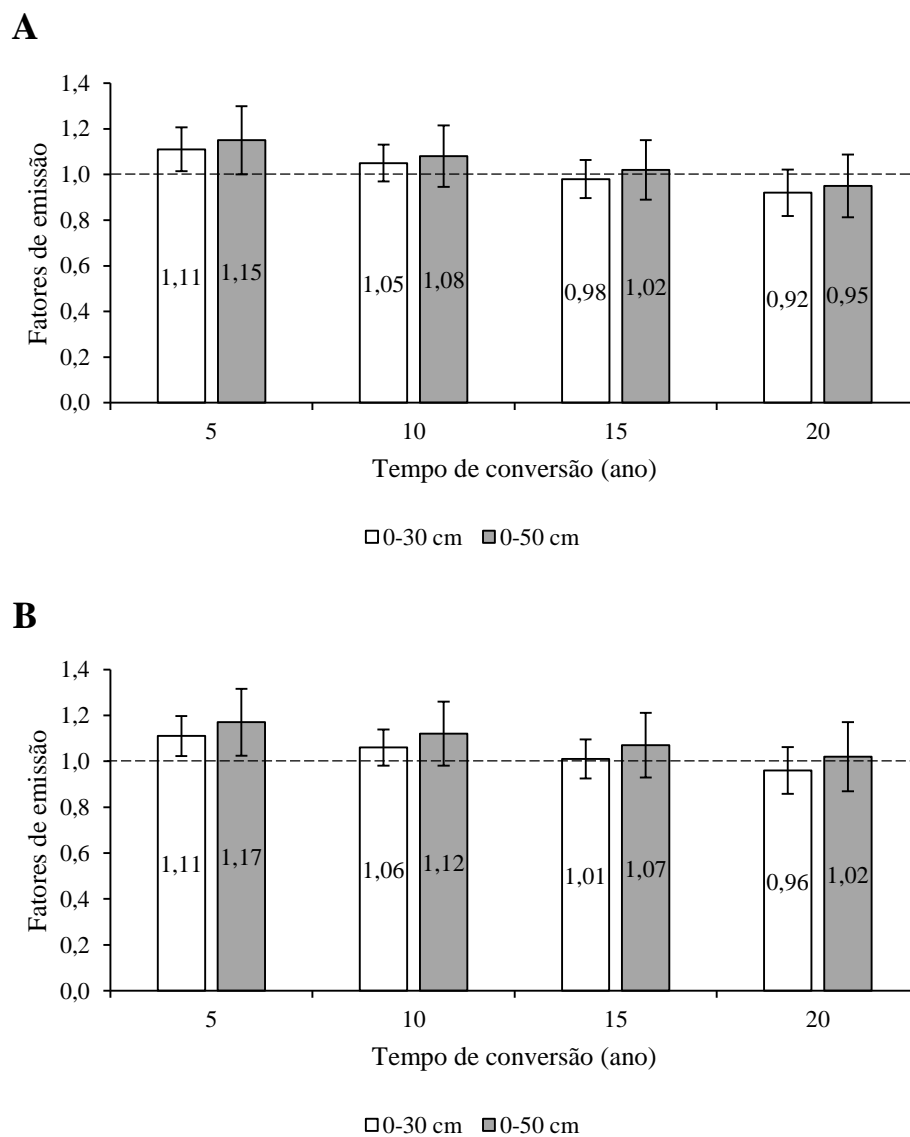 A
1,4
1,2
1,0
0,8
0,6
0,4
0,2
0,0
Fatores de emissão
1,11 1,15 1,05 1,08 0,98 1,02 0,92 0,95
5 10 15 20
Tempo de conversão (ano)
0-30 cm 0-50 cm
B
1,4
1,2
1,0
0,8
0,6
0,4
0,2
0,0
Fatores de emissão
1,11 1,17 1,06 1,12 1,01 1,07 0,96 1,02
5 10 15 20
Tempo de conversão (ano)
0-30 cm 0-50 cm